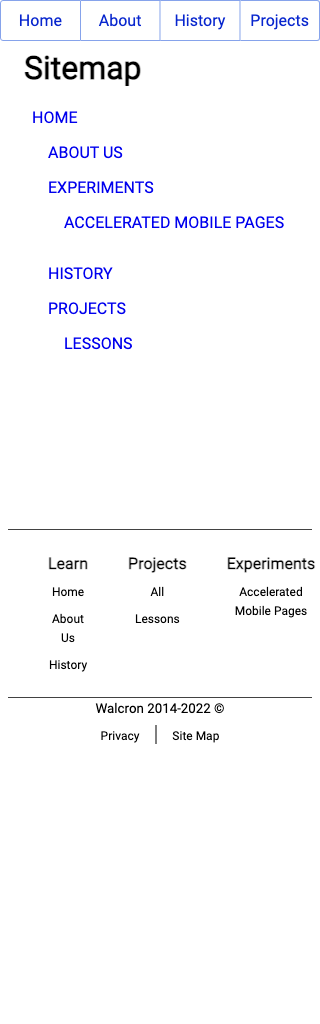 Home About History Projects
Sitemap
HOME
ABOUT US
EXPERIMENTS
ACCELERATED MOBILE PAGES
HISTORY
PROJECTS
LESSONS
Learn
Home
About
Us
History
Projects
All
Lessons
Experiments
Accelerated
Mobile Pages
Walcron 2014-2022 ©
Privacy Site Map